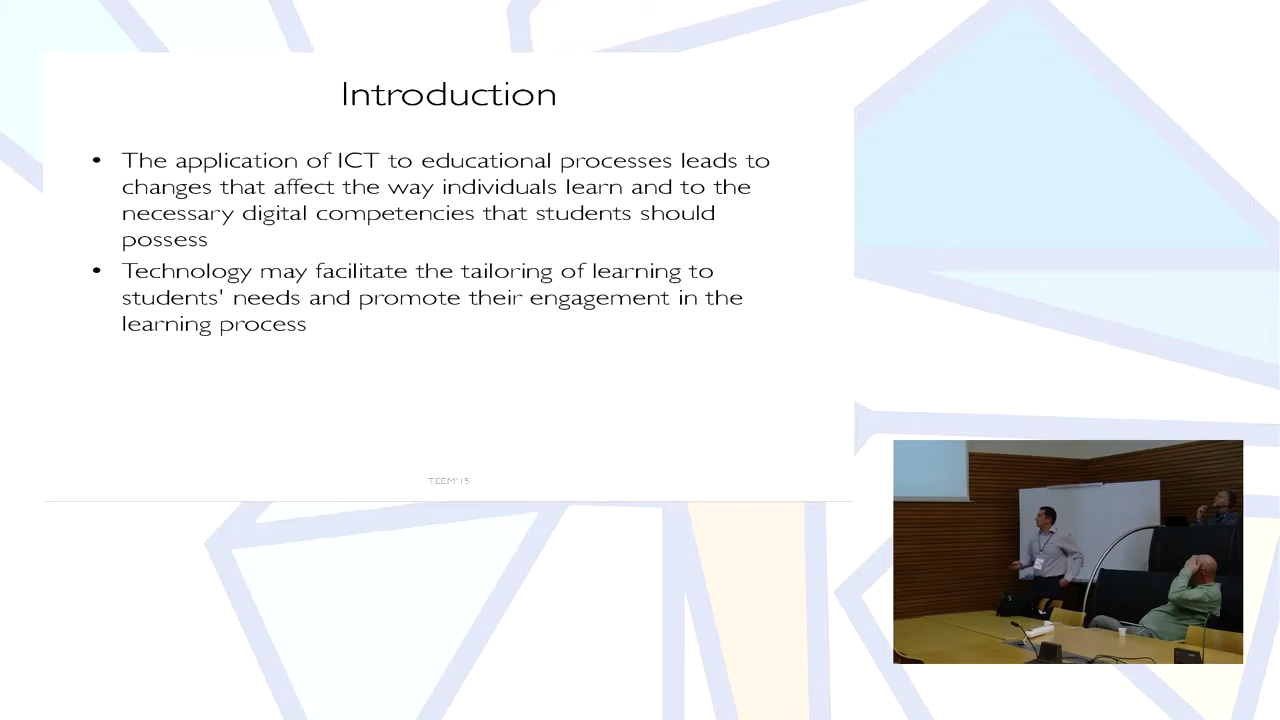 Introduction
• The application of ICT to educational processes leads to
changes that affect the way individuals learn and to the
necessary digital competencies that students should
possess
• Technology may facilitate the tailoring of learning to
students' needs and promote their engagement in the
learning process
TEEM'15